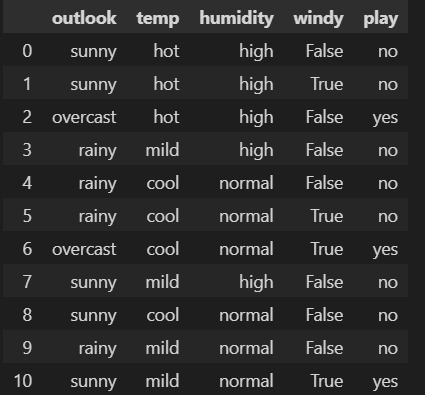 outlook temp humidity windy play
0 sunny hot high False no
1 sunny hot high True no
2 overcast hot high False yes
3 rainy mild high False no
4 rainy cool normal False no
5 rainy cool normal True no
6 overcast cool normal True yes
7 sunny mild high False no
8 sunny cool normal False no
9 rainy mild normal False no
10 sunny mild normal True yes